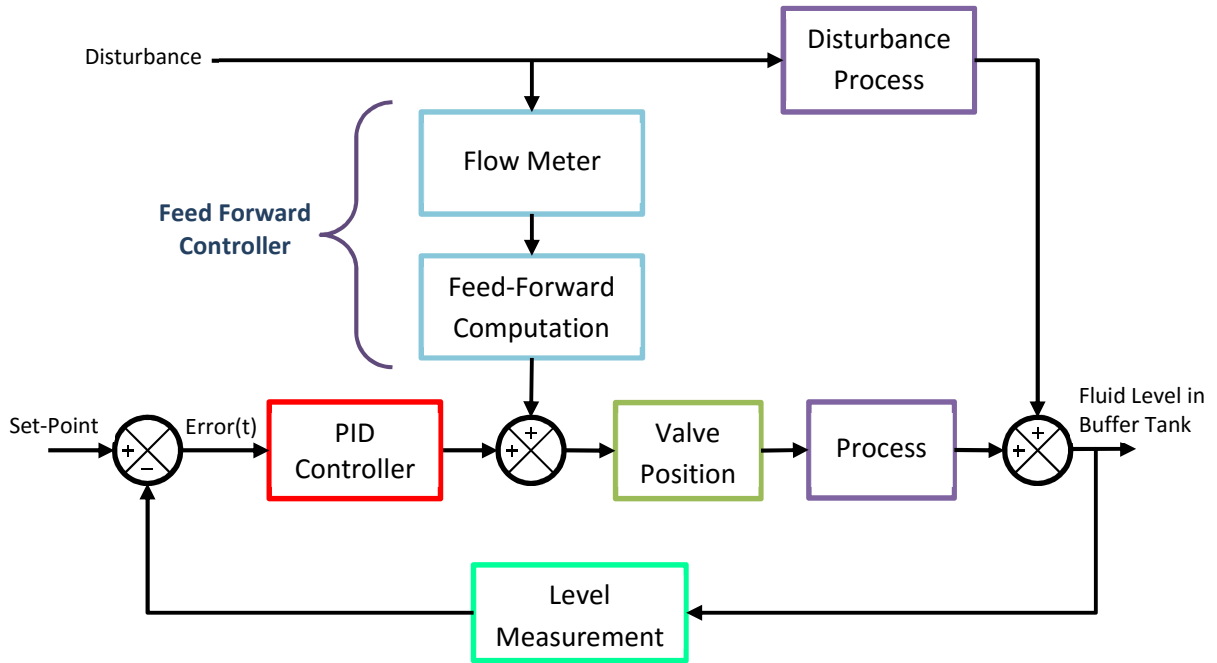 Disturbance
Disturbance
Process
Flow Meter
Feed Forward
Controller
Feed-Forward
Computation
Set-Point
+
−
Error(t)
PID
Controller
+
+
Valve
Position
Process
+
+
Fluid Level in
Buffer Tank
Level
Measurement